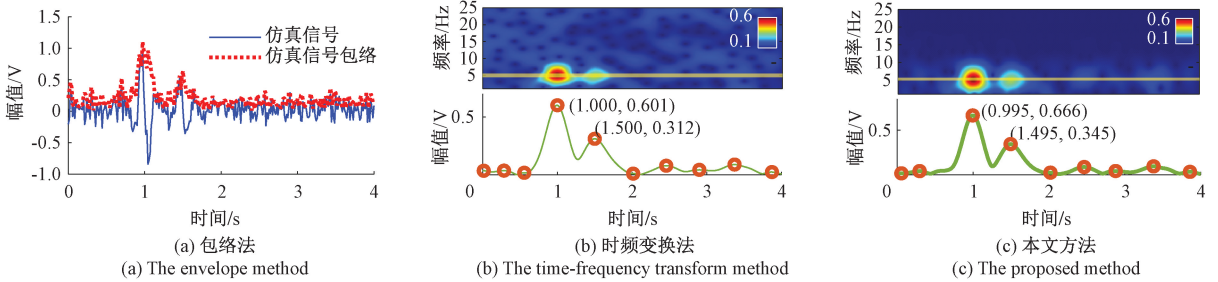 1.5
1.0
0.5
0
-0.5
-1.0
幅值/V
仿真信号
仿真信号包络
0 1 2 3 4
时间/s
(a) 包络法
(a) The envelope method
25
20
15
10
5
频率/Hz
0.6
0.1
幅值/V
0.5
(1.000, 0.601)
(1.500, 0.312)
0 1 2 3 4
时间/s
(b) 时频变换法
(b) The time-frequency transform method
25
20
15
10
5
频率/Hz
0.6
0.1
幅值/V
0.5
(0.995, 0.666)
(1.495, 0.345)
0 1 2 3 4
时间/s
(c) 本文方法
(c) The proposed method